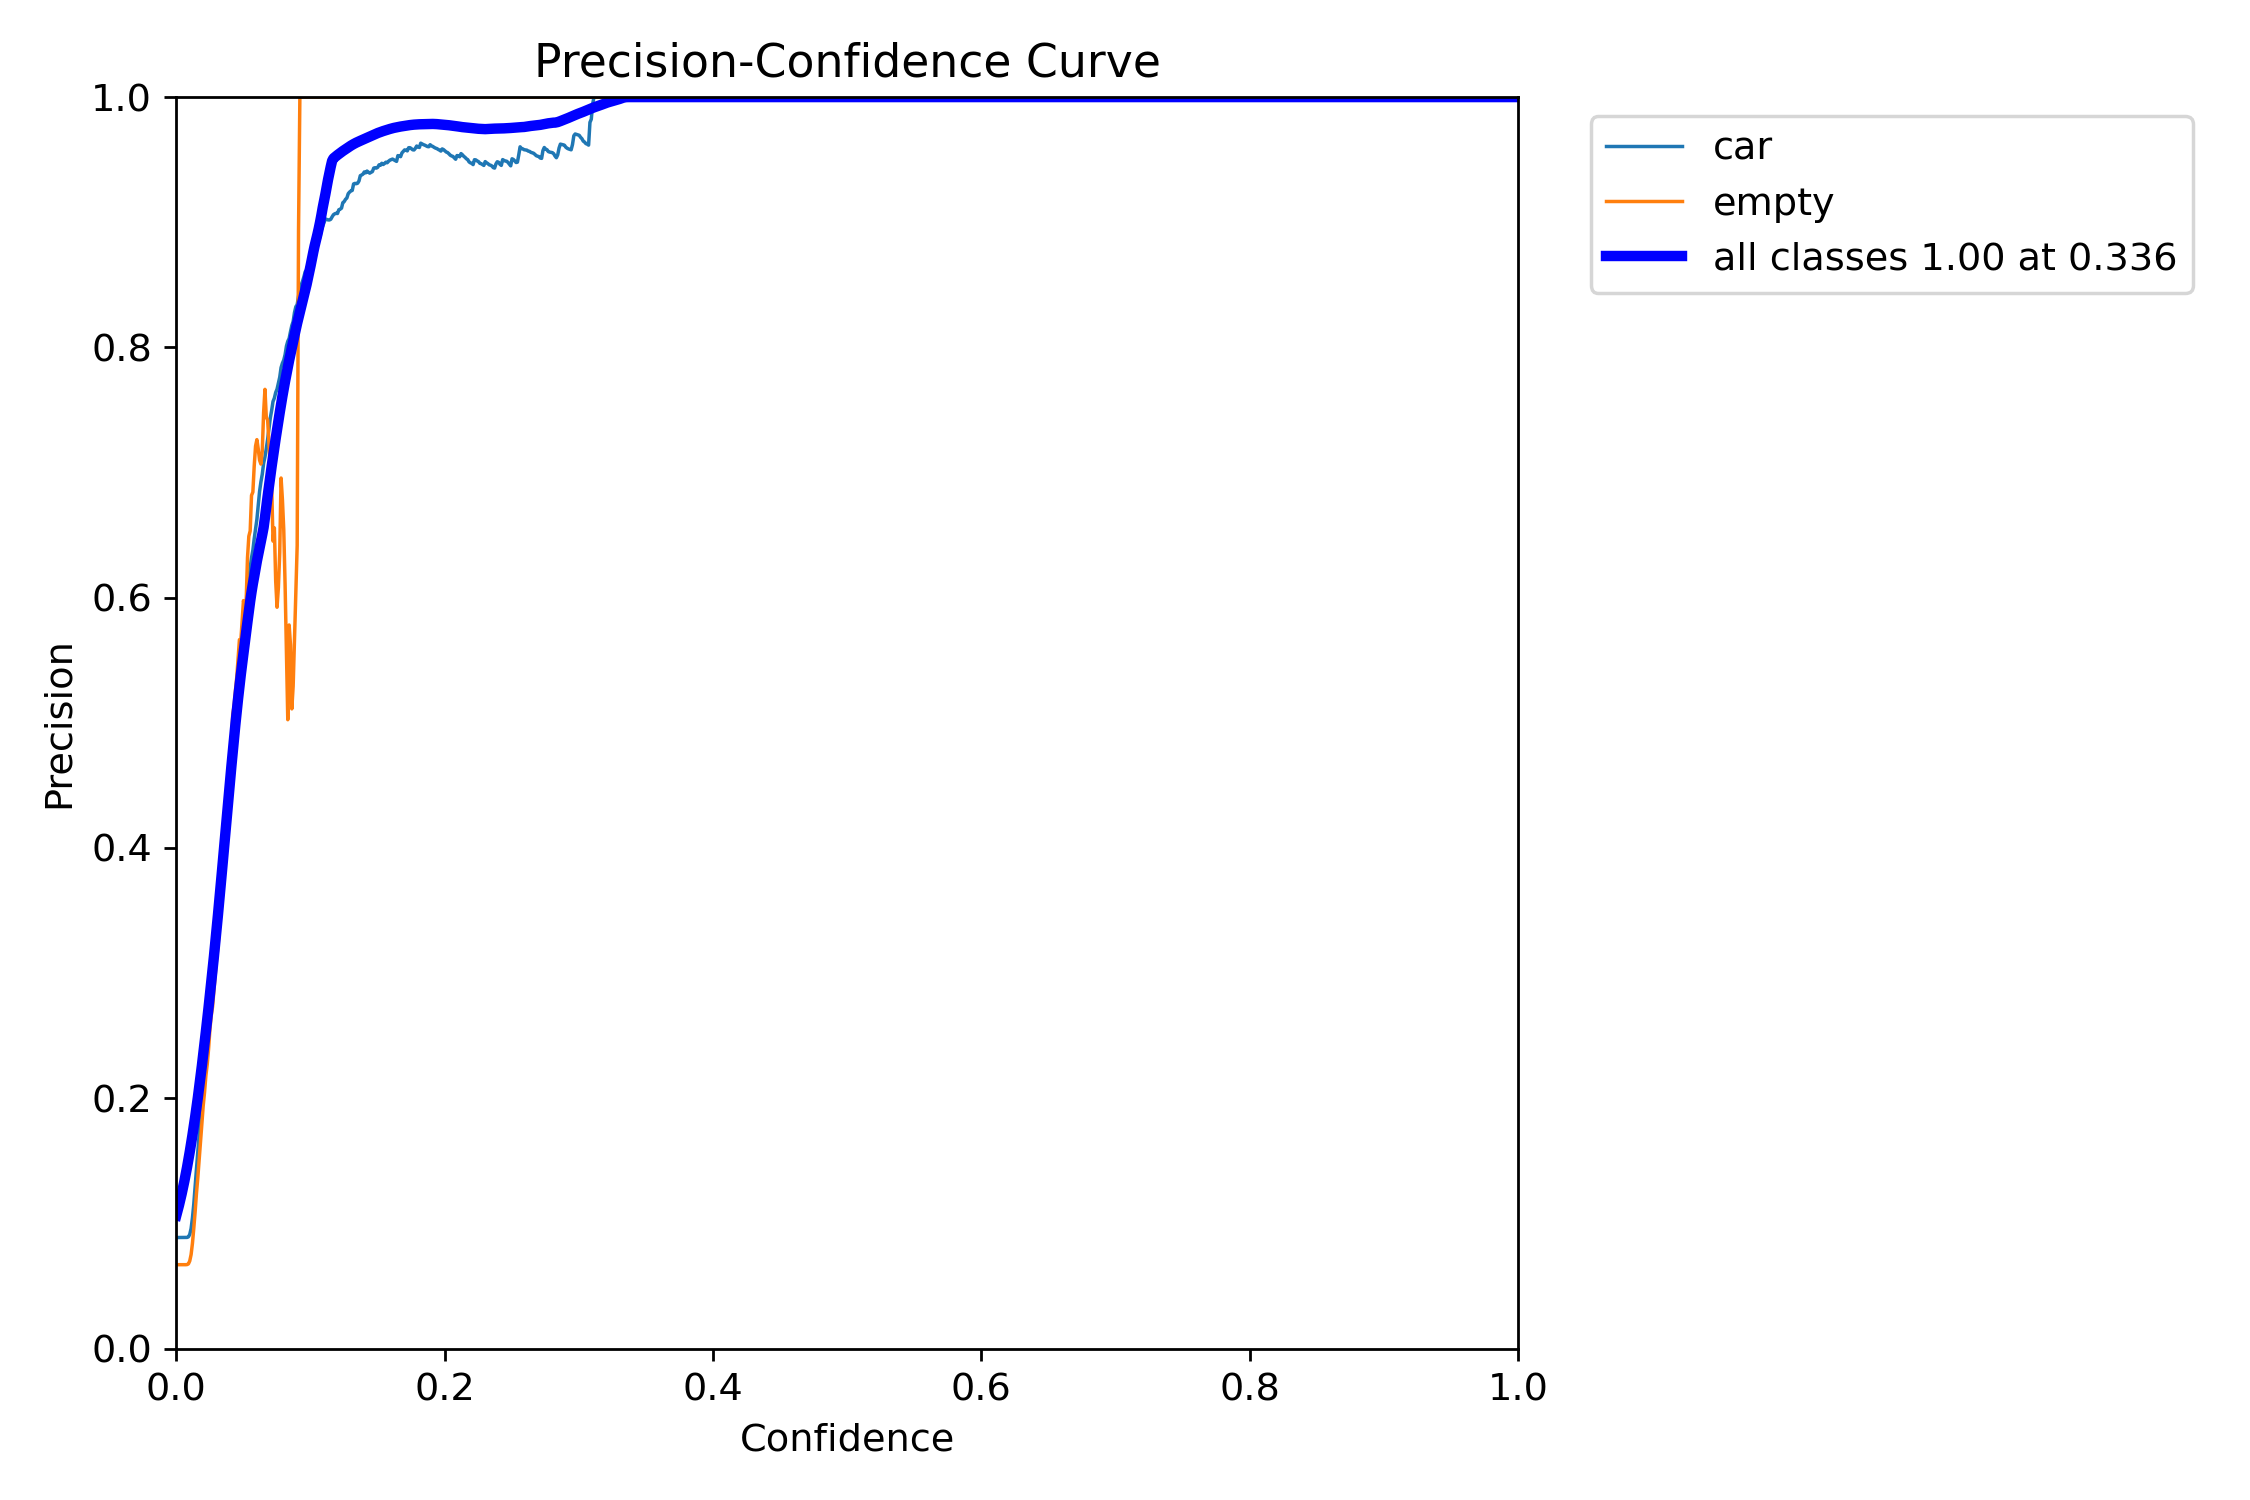 Precision-Confidence Curve
1.0
0.8
0.6
0.4
0.2
0.0
Precision
0.0 0.2 0.4 0.6 0.8 1.0
Confidence
car
empty
all classes 1.00 at 0.336